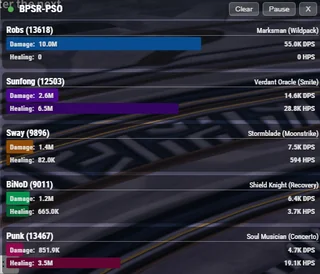 ter the next
BPSR-PSO Clear Pause X
Robs (13618) Marksman (Wildpack)
Damage: 10.0M 55.0K DPS
Healing: 0 0 HPS
Sunfong (12503) Verdant Oracle (Smite)
Damage: 2.6M 14.6K DPS
Healing: 6.5M 28.8K HPS
Sway (9896) Stormblade (Moonstrike)
Damage: 1.4M 7.5K DPS
Healing: 82.0K 594 HPS
BiNoD (9011) Shield Knight (Recovery)
Damage: 1.2M 6.4K DPS
Healing: 665.0K 3.7K HPS
Punk (13467) Soul Musician (Concerto)
Damage: 851.9K 4.7K DPS
Healing: 3.5M 19.1K HPS